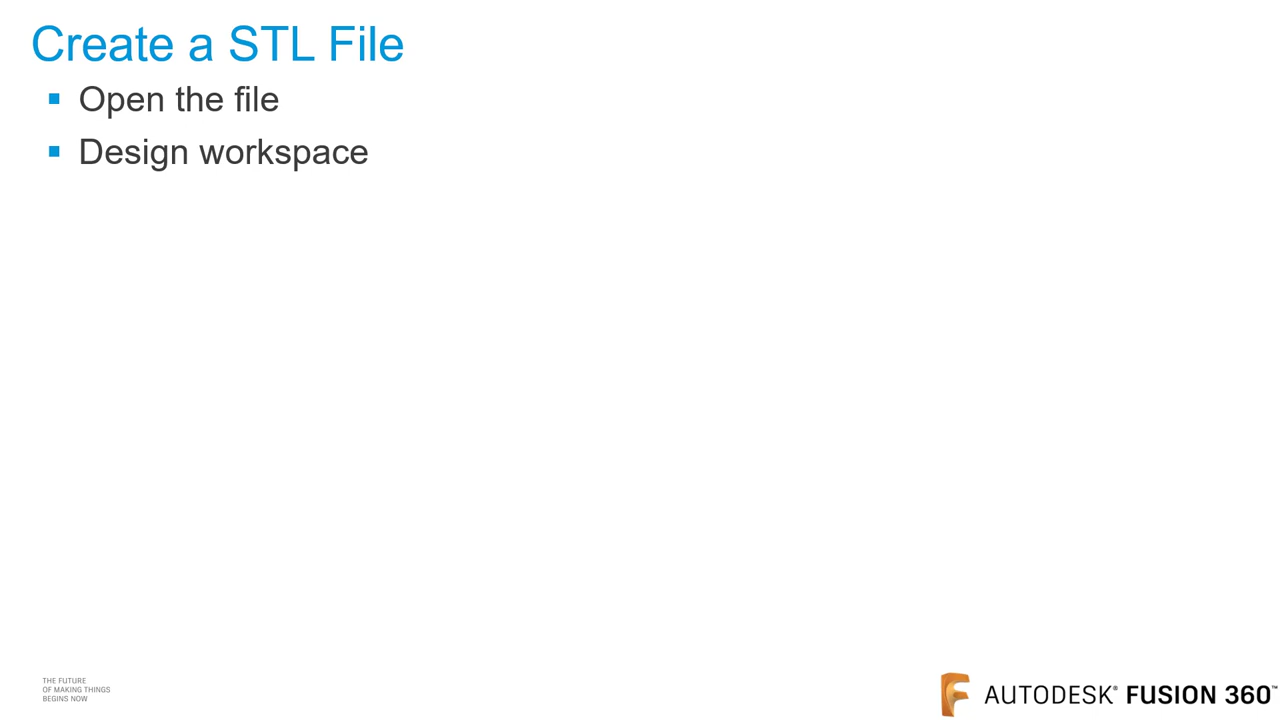 Create a STL File
Open the file
Design workspace
THE FUTURE
OF MAKING THINGS
BEGINS NOW
AUTODESK® FUSION 360™